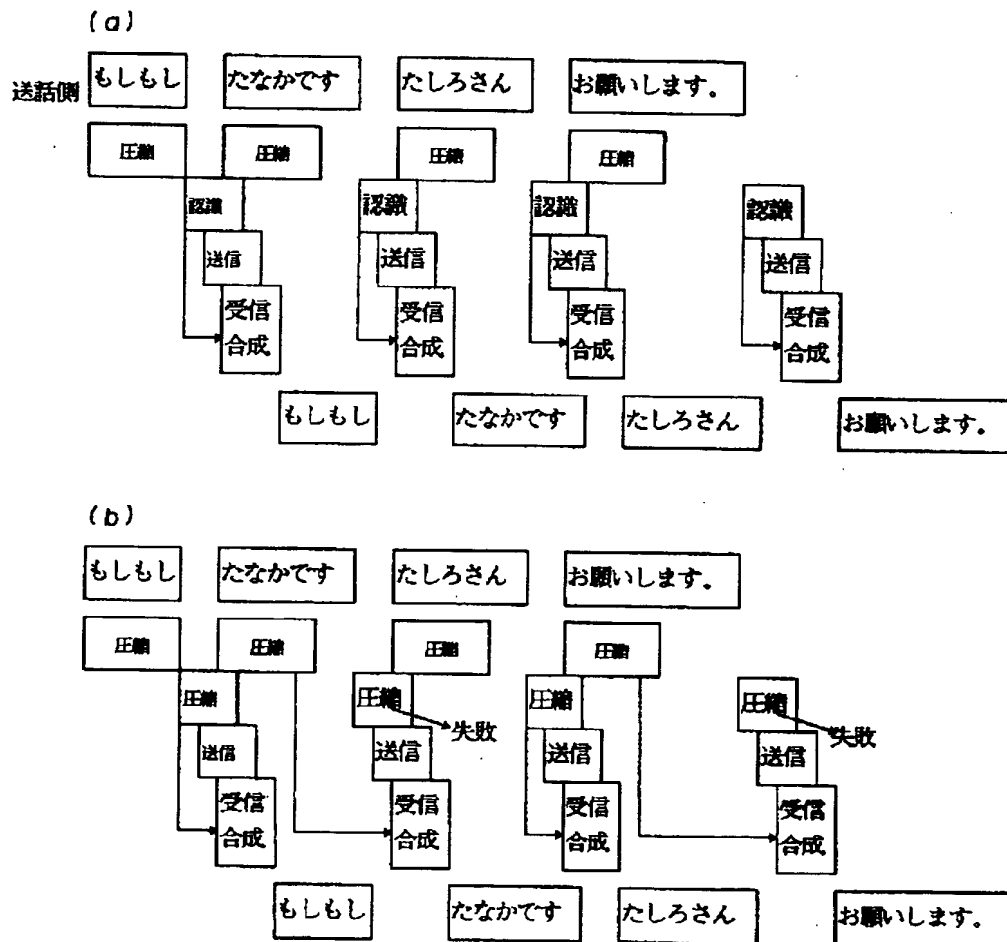 (a)
もしもし たなかです たしろさん お願いします。
送話側
圧縮 圧縮 圧縮 圧縮
認識 認識 認識 認識
送信 送信 送信 送信
受信 受信 受信 受信
合成 合成 合成 合成
もしもし たなかです たしろさん お願いします。
(b)
もしもし たなかです たしろさん お願いします。
圧縮 圧縮 圧縮 圧縮
圧縮 圧縮 圧縮 圧縮
失敗 失敗
送信 送信 送信 送信
受信 受信 受信 受信
合成 合成 合成 合成
もしもし たなかです たしろさん お願いします。